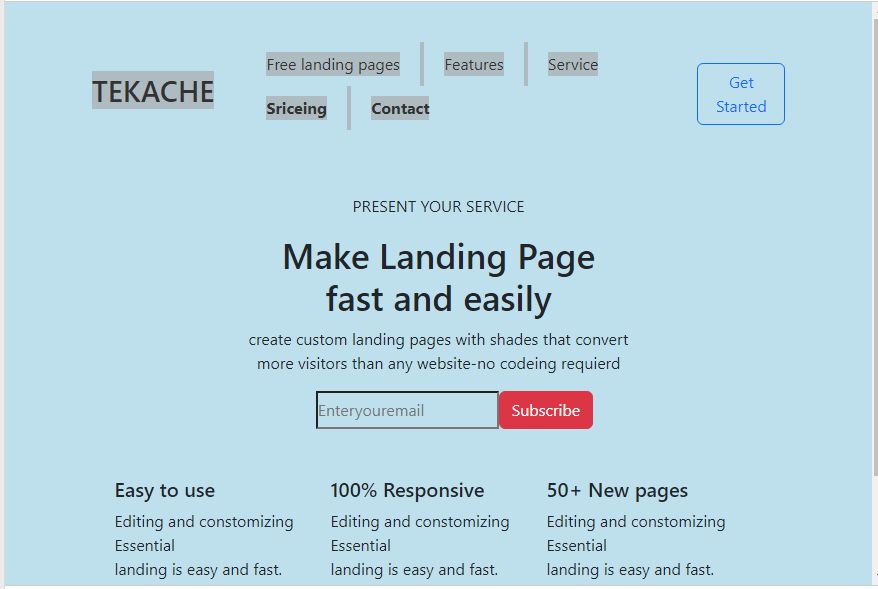 TEKACHE
Free landing pages
Features
Service
Sriceing
Contact
Get
Started
PRESENT YOUR SERVICE
Make Landing Page
fast and easily
create custom landing pages with shades that convert
more visitors than any website-no codeing requierd
Enteryouremail
Subscribe
Easy to use
Editing and constomizing
Essential
landing is easy and fast.
100% Responsive
Editing and constomizing
Essential
landing is easy and fast.
50+ New pages
Editing and constomizing
Essential
landing is easy and fast.